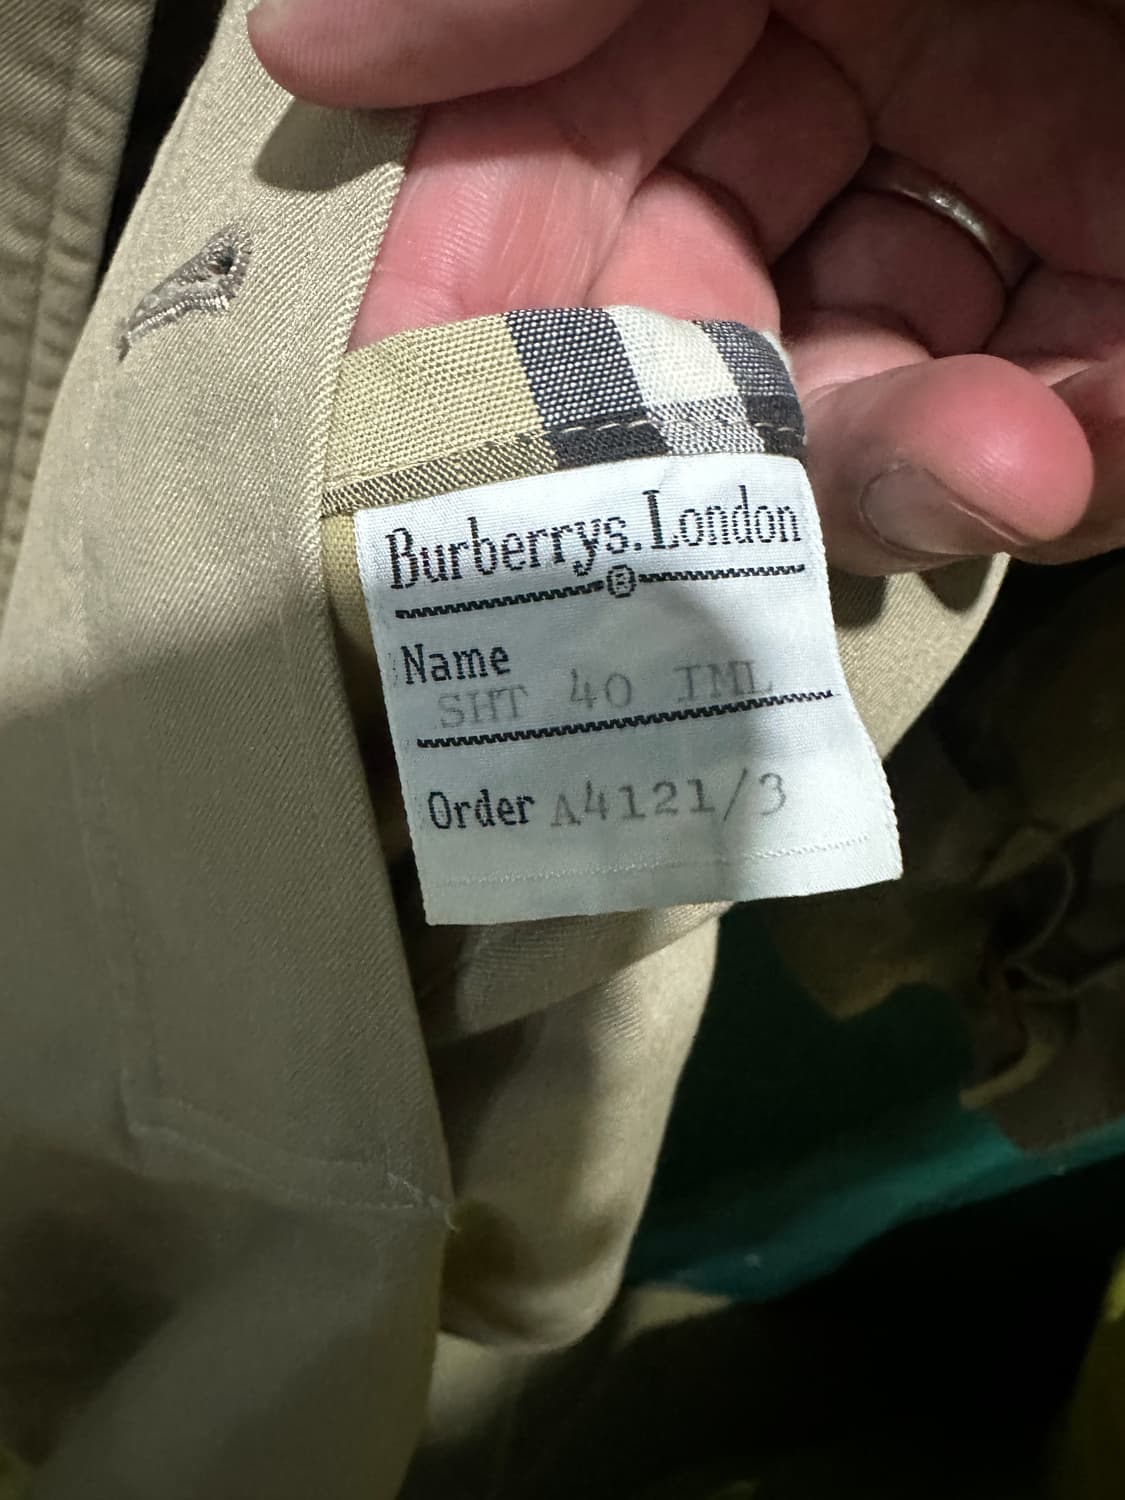 Burberrys. London
®
Name
SHT 40 IML
Order A4121/3